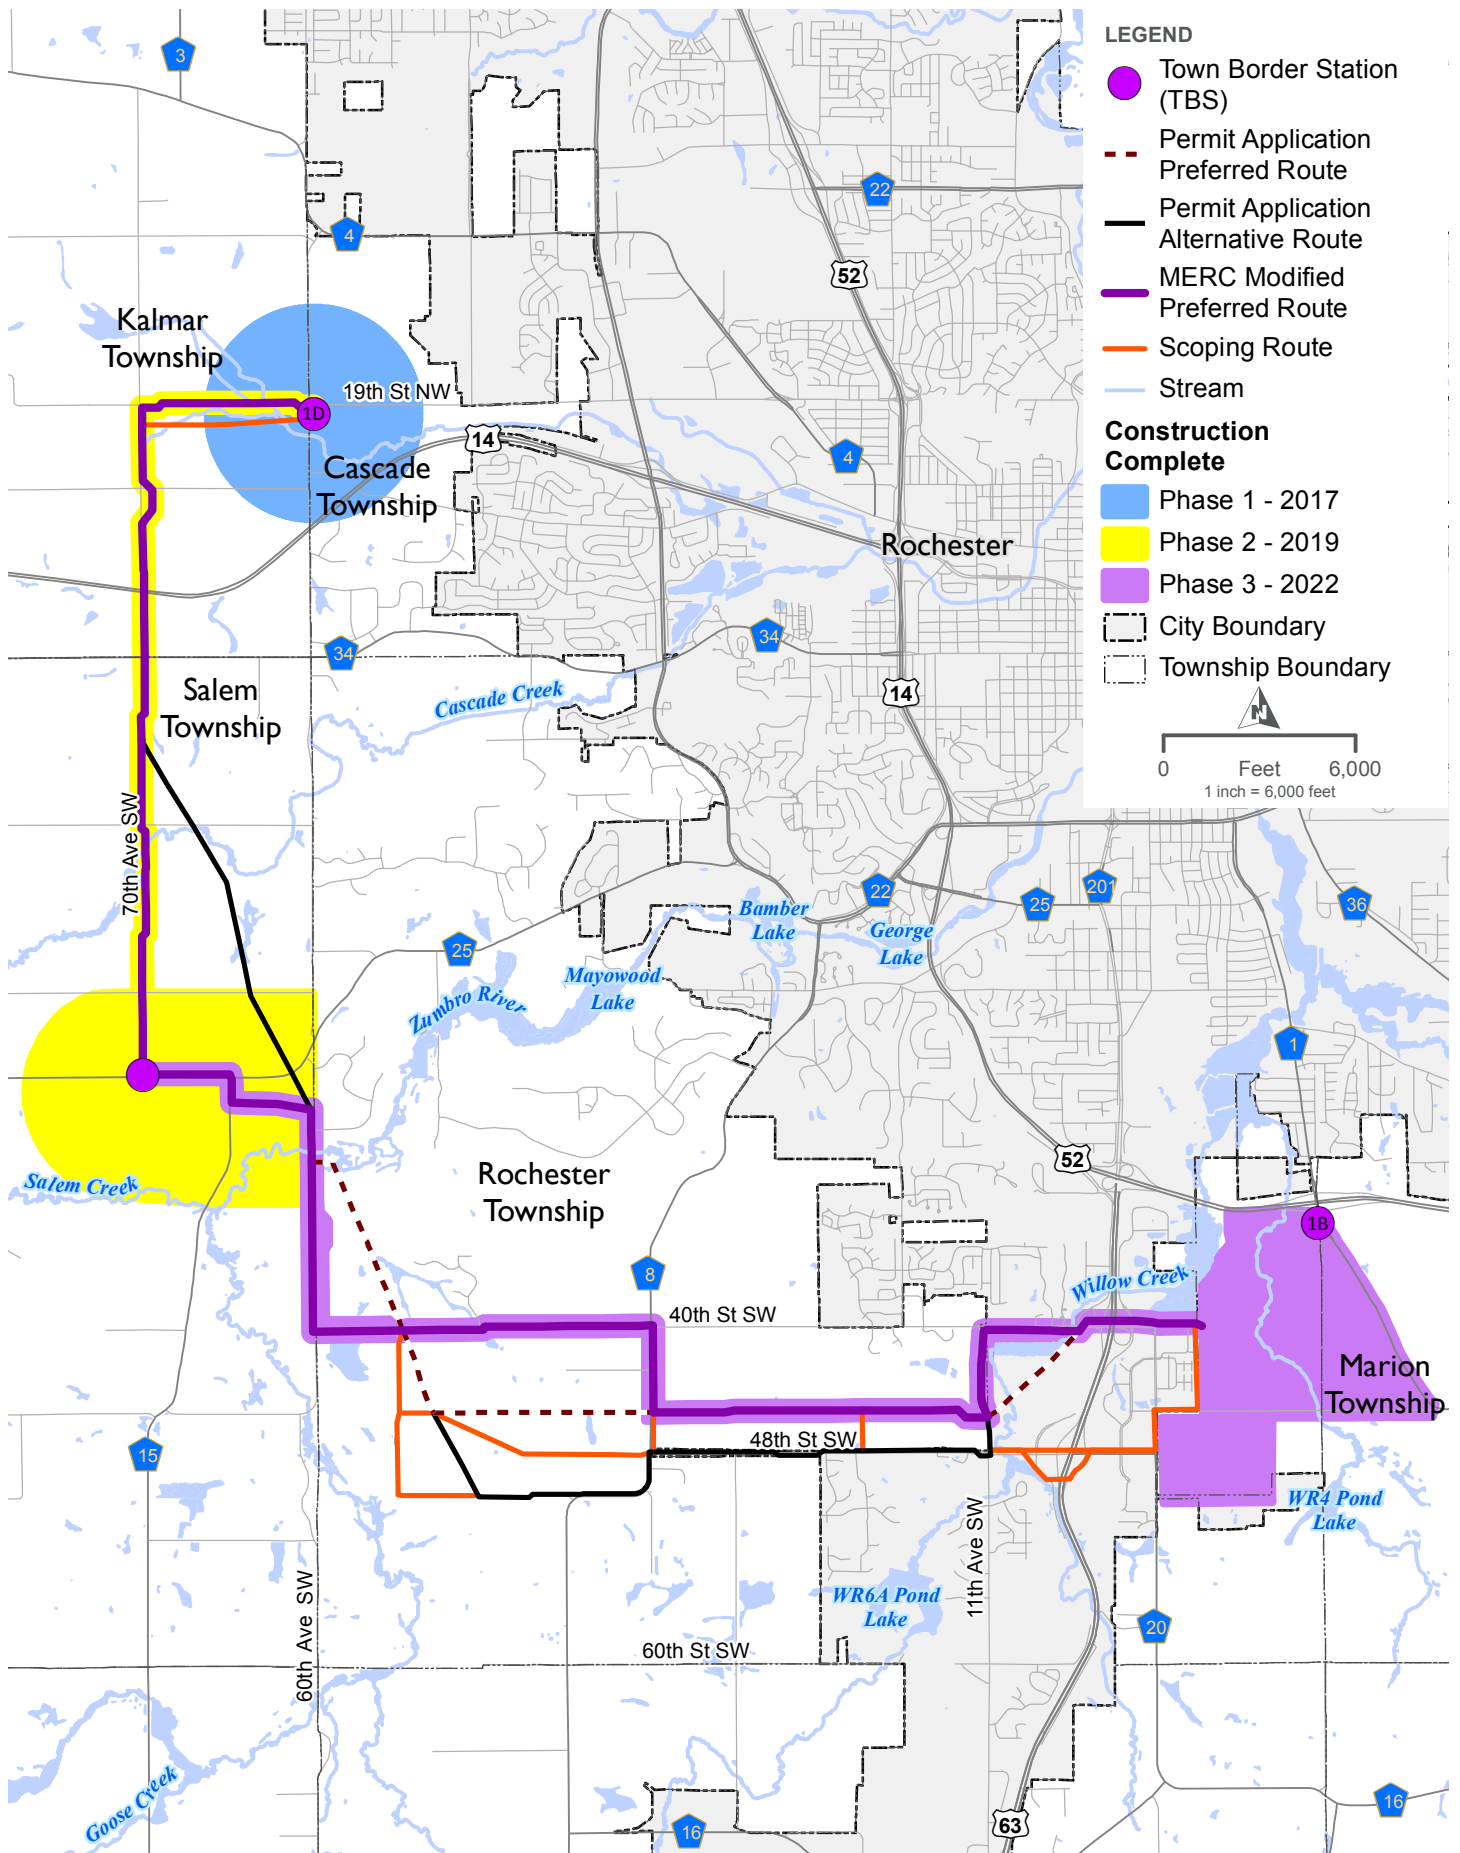 LEGEND
Town Border Station
(TBS)
Permit Application
Preferred Route
Permit Application
Alternative Route
MERC Modified
Preferred Route
Scoping Route
Stream
Construction
Complete
Phase 1 - 2017
Phase 2 - 2019
Phase 3 - 2022
City Boundary
Township Boundary
N
0 Feet 6,000
1 inch = 6,000 feet
3
4
22
52
Kalmar
Township
19th St NW
1D
14
4
Cascade
Township
Rochester
34
34
14
Salem
Township
Cascade Creek
70th Ave SW
22
25
201
36
Bamber
Lake
George
Lake
25
Mayowood
Lake
Zumbro River
1
52
Salem Creek
Rochester
Township
1B
8
Willow Creek
40th St SW
Marion
Township
48th St SW
15
WR4 Pond
Lake
11th Ave SW
WR6A Pond
Lake
60th Ave SW
20
60th St SW
Goose Creek
16
63
16